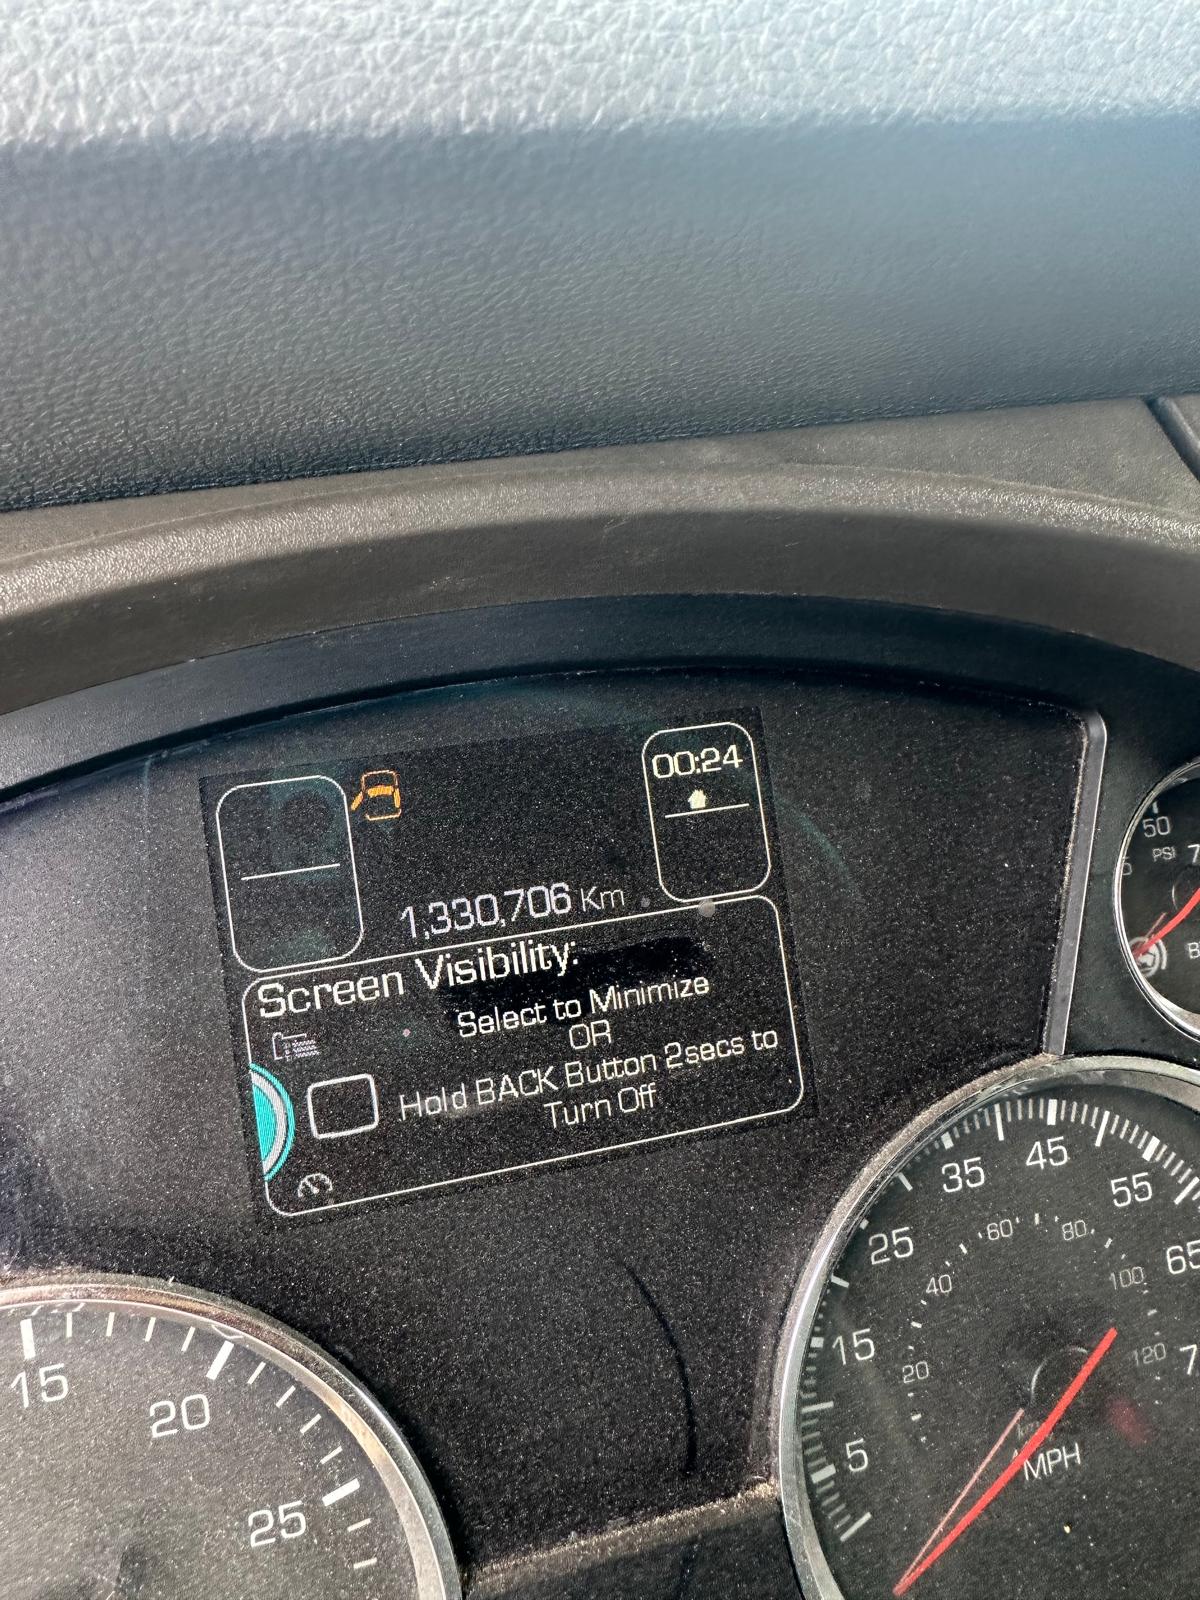 00:24
1,330,706 Km
Screen Visibility:
Select to Minimize
OR
Hold BACK Button 2secs to
Turn Off
50
PSI
15
20
25
5
15
25
35
45
55
65
20
40
60
80
100
120
MPH